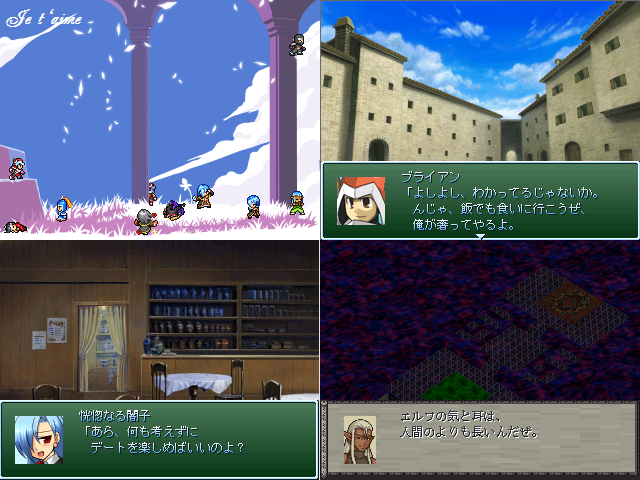 Je t'aime
ブライアン
「よしよし、わかってるじゃないか。
んじゃ、飯でも食いに行こうぜ、
俺が奢ってやるよ。
恍惚なる闇子
「あら、何も考えずに
デートを楽しめばいいのよ？
エルフの気と耳は、
人間のよりも長いんだぜ。